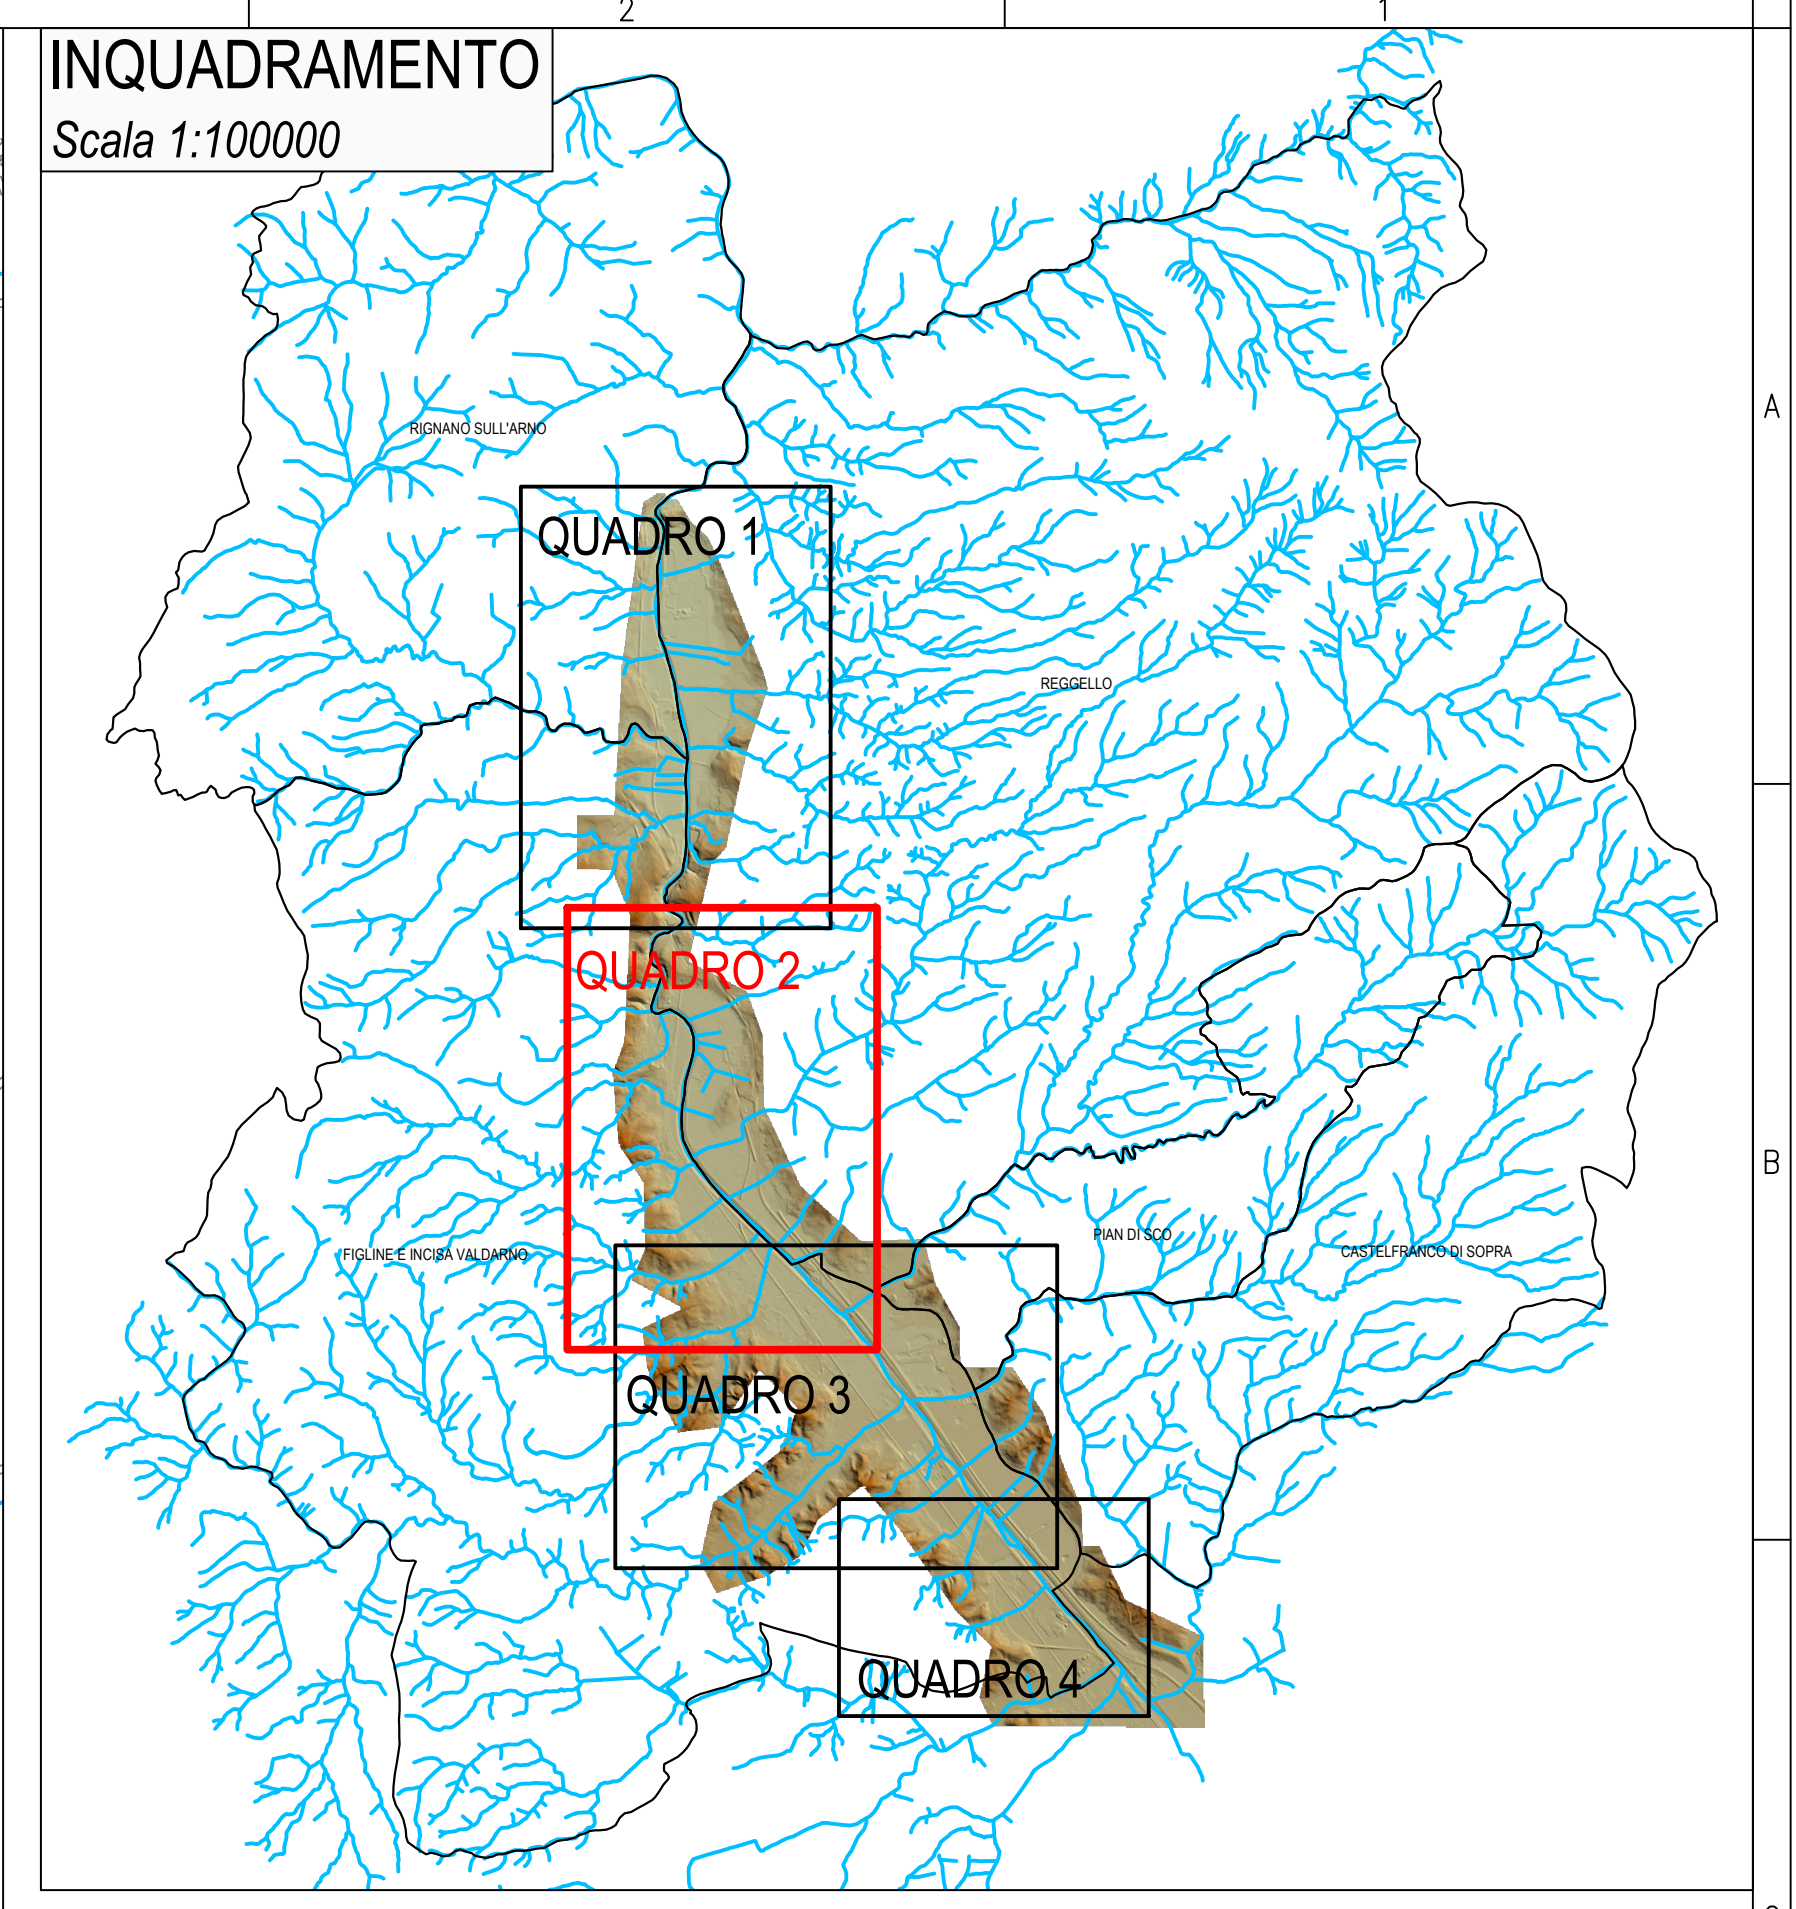 2
1
INQUADRAMENTO
Scala 1:100000
A
RIGNANO SULL'ARNO
QUADRO 1
REGGELLO
QUADRO 2
B
PIAN DI SCO
CASTELFRANCO DI SOPRA
FIGLINE E INCISA VALDARNO
QUADRO 3
QUADRO 4